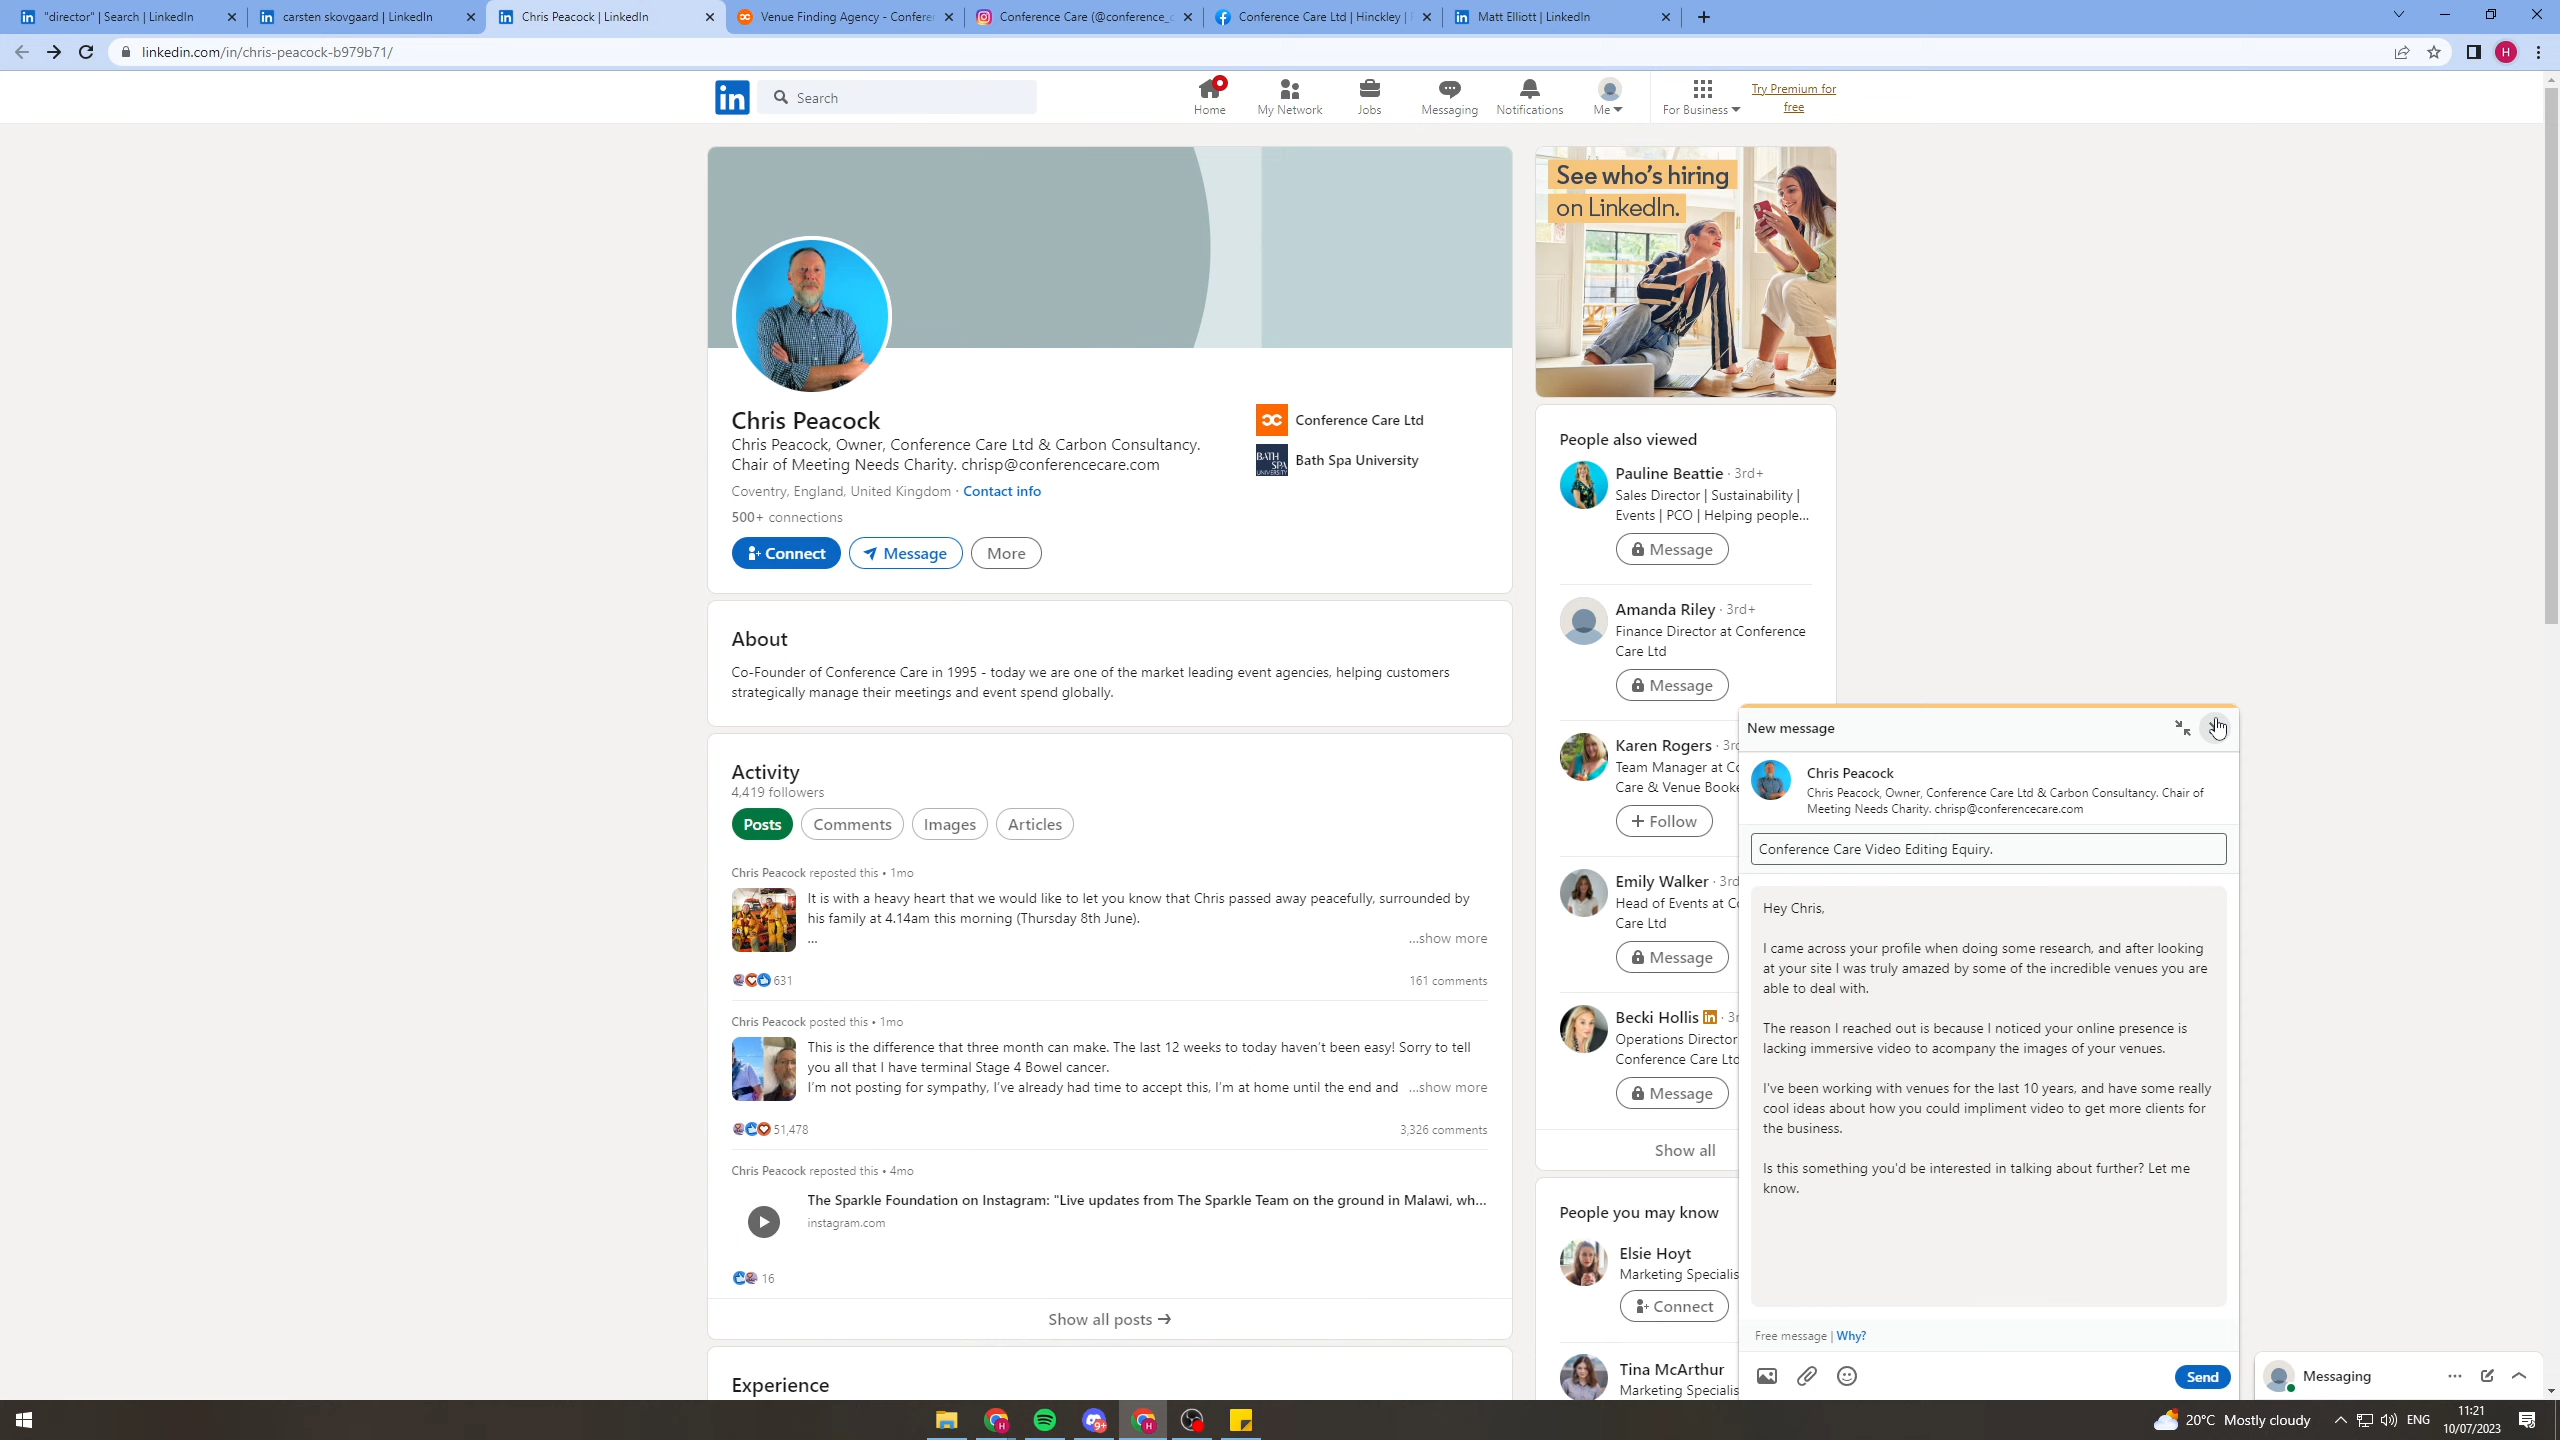 "director" | Search | LinkedIn
carsten skovgaard | LinkedIn
Chris Peacock | LinkedIn
Venue Finding Agency - Confere
Conference Care (@conference_c
Conference Care Ltd | Hinckley |
Matt Elliott | LinkedIn
linkedin.com/in/chris-peacock-b979b71/
H
in
Search
Home
My Network
Jobs
Messaging
Notifications
Me
For Business
Try Premium for
free
See who's hiring
on LinkedIn.
Chris Peacock
Chris Peacock, Owner, Conference Care Ltd & Carbon Consultancy.
Chair of Meeting Needs Charity. chrisp@conferencecare.com
Coventry, England, United Kingdom · Contact info
500+ connections
Connect
Message
More
Conference Care Ltd
BATH SPA UNIVERSITY
Bath Spa University
About
Co-Founder of Conference Care in 1995 - today we are one of the market leading event agencies, helping customers
strategically manage their meetings and event spend globally.
Activity
4,419 followers
Posts
Comments
Images
Articles
Chris Peacock reposted this • 1mo
It is with a heavy heart that we would like to let you know that Chris passed away peacefully, surrounded by
his family at 4.14am this morning (Thursday 8th June).
...
...show more
631
161 comments
Chris Peacock posted this • 1mo
This is the difference that three month can make. The last 12 weeks to today haven't been easy! Sorry to tell
you all that I have terminal Stage 4 Bowel cancer.
I'm not posting for sympathy, I've already had time to accept this, I'm at home until the end and ...show more
51,478
3,326 comments
Chris Peacock reposted this • 4mo
The Sparkle Foundation on Instagram: "Live updates from The Sparkle Team on the ground in Malawi, wh...
instagram.com
16
Show all posts →
Experience
People also viewed
Pauline Beattie · 3rd+
Sales Director | Sustainability |
Events | PCO | Helping people...
Message
Amanda Riley · 3rd+
Finance Director at Conference
Care Ltd
Message
Karen Rogers · 3rd
Team Manager at Co
Care & Venue Booke
+ Follow
Emily Walker · 3rd
Head of Events at Co
Care Ltd
Message
Becki Hollis in · 3r
Operations Director
Conference Care Ltd
Message
Show all
People you may know
Elsie Hoyt
Marketing Specialis
Connect
Tina McArthur
Marketing Specialis
New message
Chris Peacock
Chris Peacock, Owner, Conference Care Ltd & Carbon Consultancy. Chair of
Meeting Needs Charity. chrisp@conferencecare.com
Conference Care Video Editing Equiry.
Hey Chris,
I came across your profile when doing some research, and after looking
at your site I was truly amazed by some of the incredible venues you are
able to deal with.
The reason I reached out is because I noticed your online presence is
lacking immersive video to acompany the images of your venues.
I've been working with venues for the last 10 years, and have some really
cool ideas about how you could impliment video to get more clients for
the business.
Is this something you'd be interested in talking about further? Let me
know.
Free message | Why?
Send
Messaging
20°C Mostly cloudy
ENG
11:21
10/07/2023